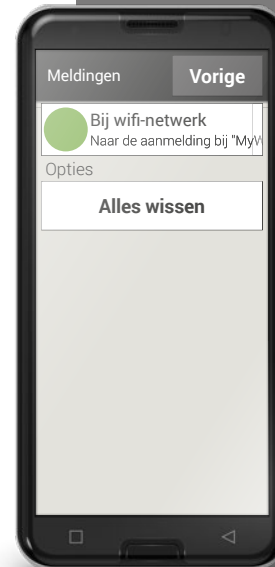 Meldingen
Vorige
Bij wifi-netwerk
Naar de aanmelding bij "MyW
Opties
Alles wissen